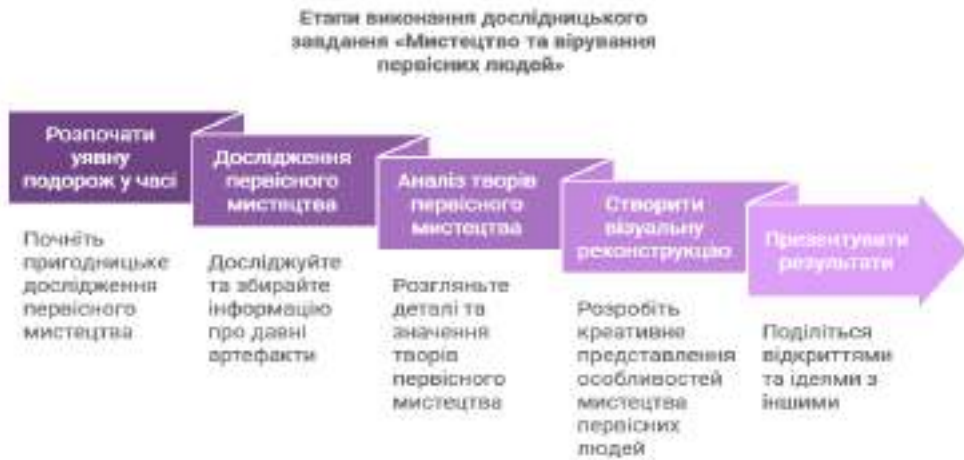 Етапи виконання дослідницького
завдання «Мистецтво та вірування
первісних людей»
Розпочати
уявну
подорож у часі
Почніть
пригодницьке
дослідження
первісного
мистецтва
Дослідження
первісного
мистецтва
Досліджуйте
та збирайте
інформацію
про давні
артефакти
Аналіз творів
первісного
мистецтва
Розгляньте
деталі та
значення
творів
первісного
мистецтва
Створити
візуальну
реконструкцію
Розробіть
креативне
представлення
особливостей
мистецтва
первісних
людей
Презентувати
результати
Поділіться
відкриттями
та ідеями з
іншими